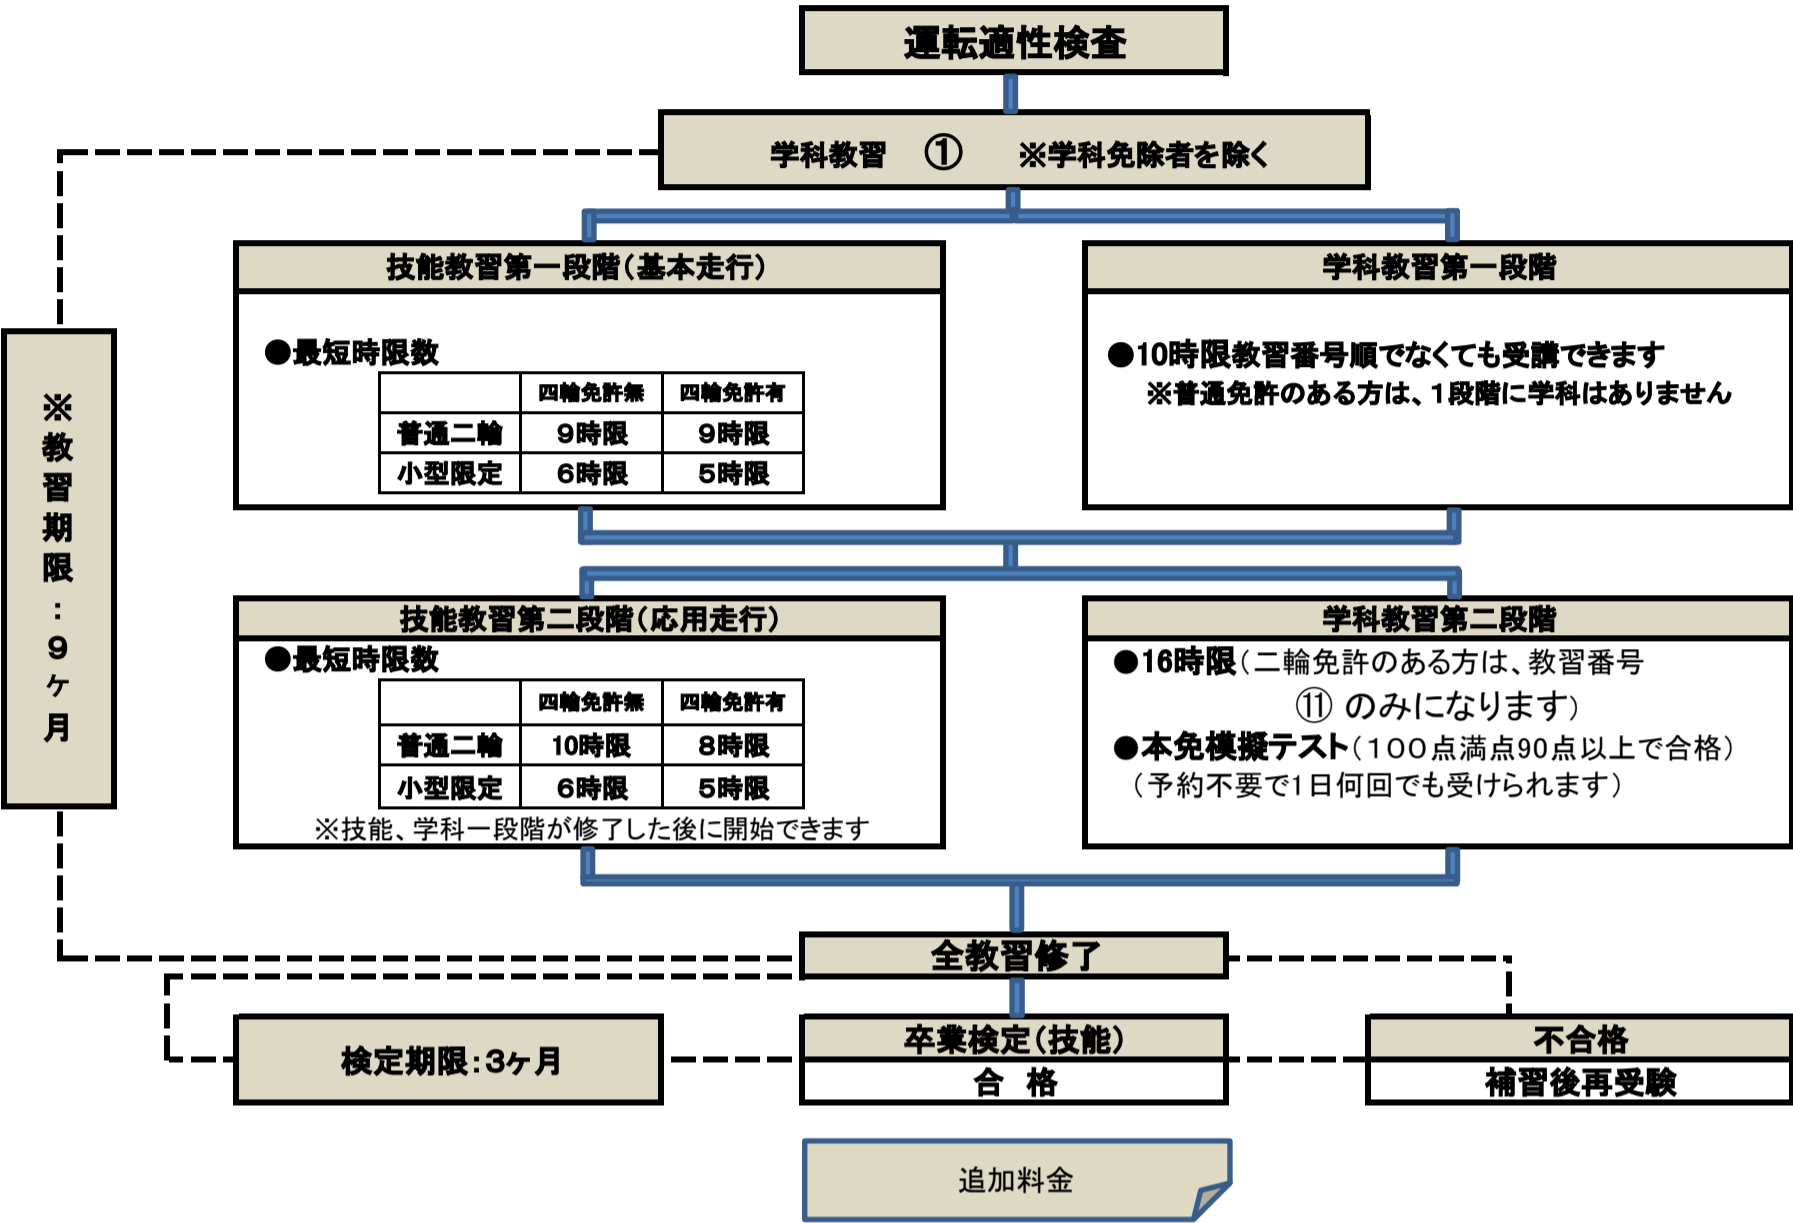 運転適性検査
学科教習 ① ※学科免除者を除く
技能教習第一段階(基本走行)
●最短時限数
四輪免許無 四輪免許有
普通二輪 9時限 9時限
小型限定 6時限 5時限
学科教習第一段階
●10時限教習番号順でなくても受講できます
※普通免許のある方は、1段階に学科はありません
※教習期限:9ヶ月
技能教習第二段階(応用走行)
●最短時限数
四輪免許無 四輪免許有
普通二輪 10時限 8時限
小型限定 6時限 5時限
※技能、学科一段階が修了した後に開始できます
学科教習第二段階
●16時限(二輪免許のある方は、教習番号
⑪ のみになります)
●本免模擬テスト(100点満点90点以上で合格)
(予約不要で1日何回でも受けられます)
全教習修了
検定期限:3ヶ月
卒業検定(技能)
合 格
不合格
補習後再受験
追加料金